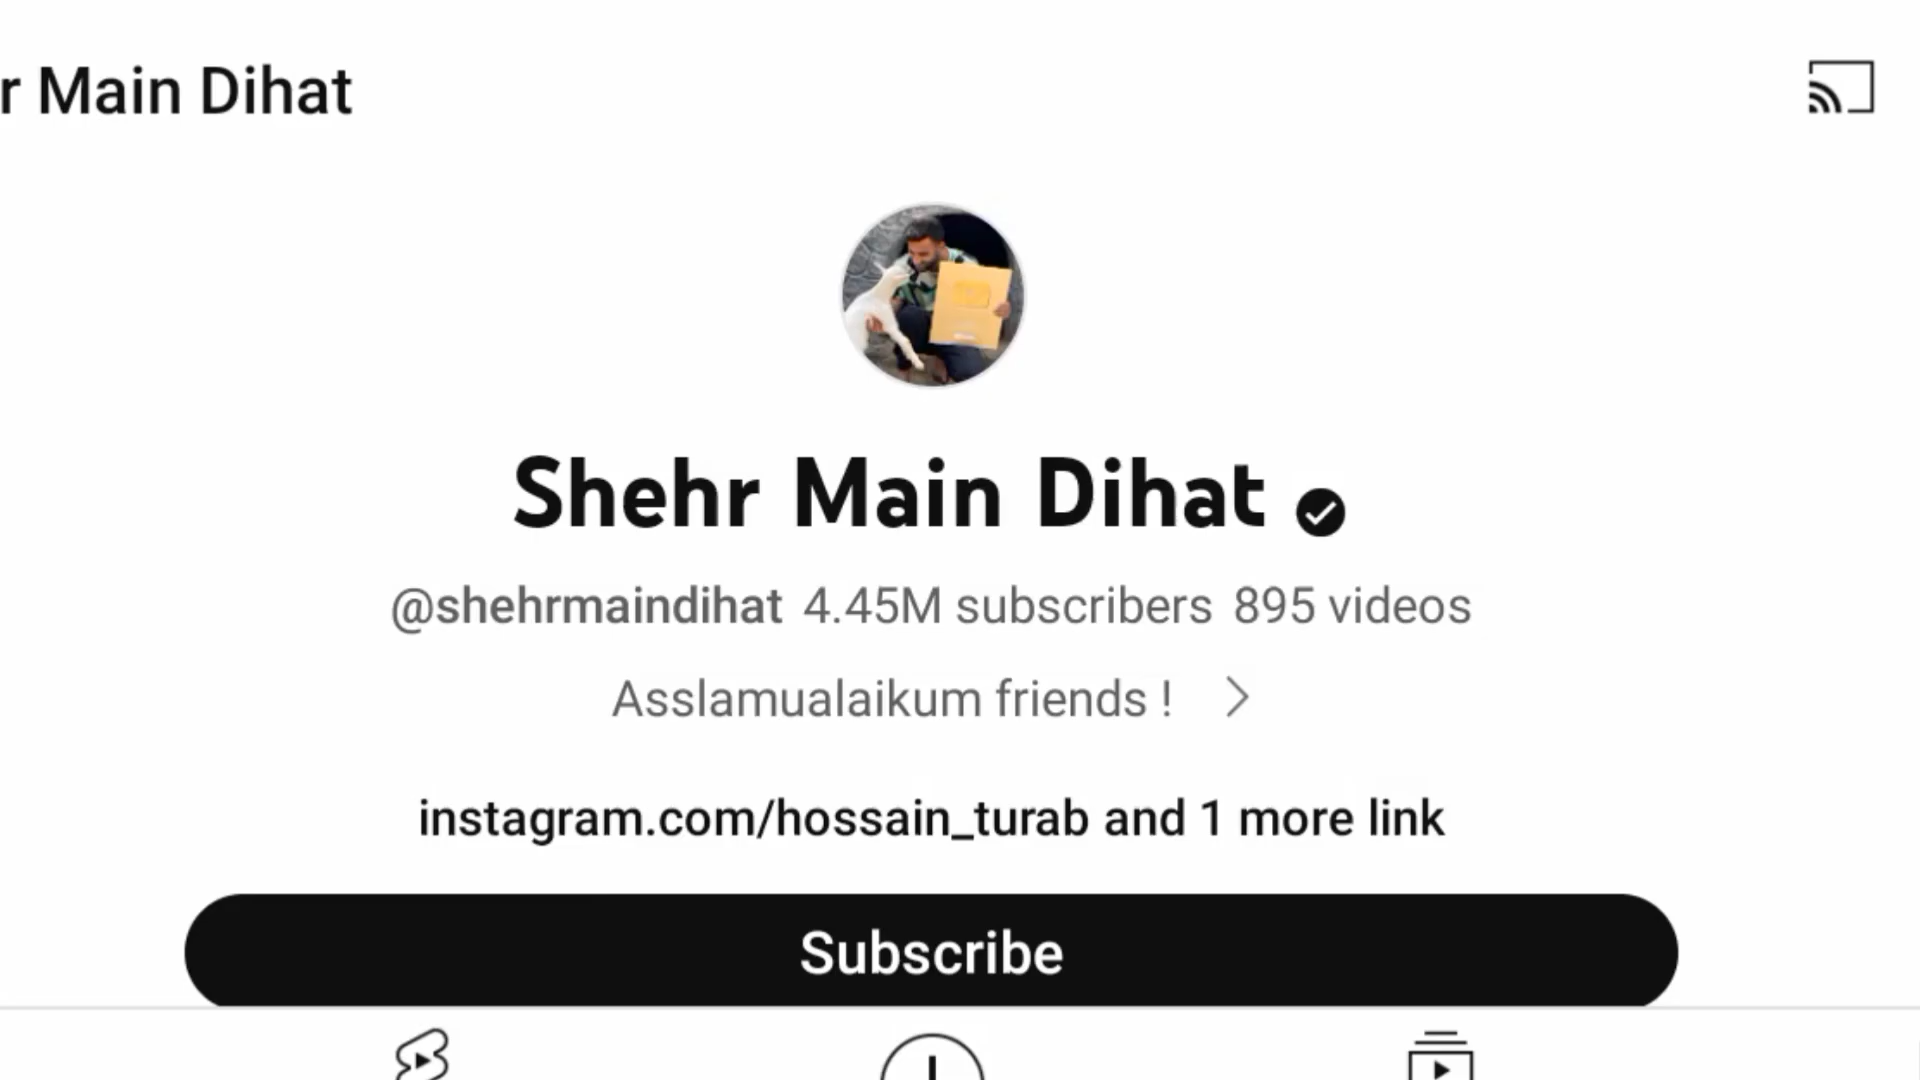 r Main Dihat
Shehr Main Dihat
@shehrmaindihat 4.45M subscribers 895 videos
Asslamualaikum friends !
instagram.com/hossain_turab and 1 more link
Subscribe